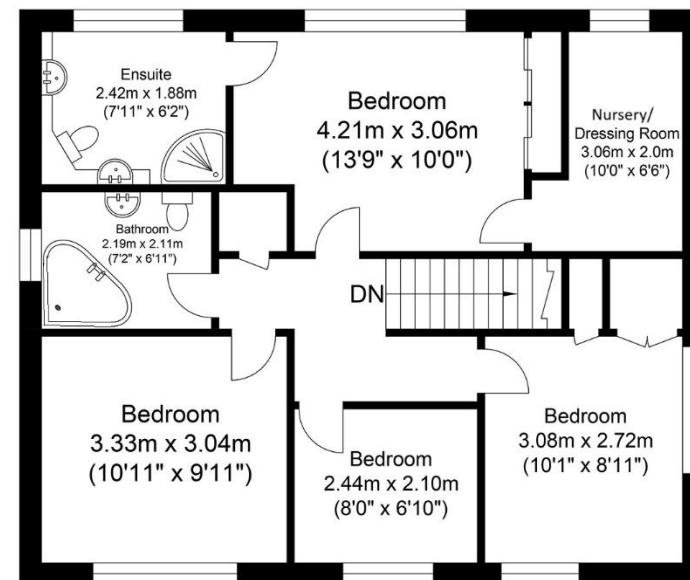 Ensuite
2.42m x 1.88m
(7'11" x 6'2")
Bedroom
4.21m x 3.06m
(13'9" x 10'0")
Nursery/
Dressing Room
3.06m x 2.0m
(10'0" x 6'6")
Bathroom
2.19m x 2.11m
(7'2" x 6'11")
DN
Bedroom
3.33m x 3.04m
(10'11" x 9'11")
Bedroom
2.44m x 2.10m
(8'0" x 6'10")
Bedroom
3.08m x 2.72m
(10'1" x 8'11")